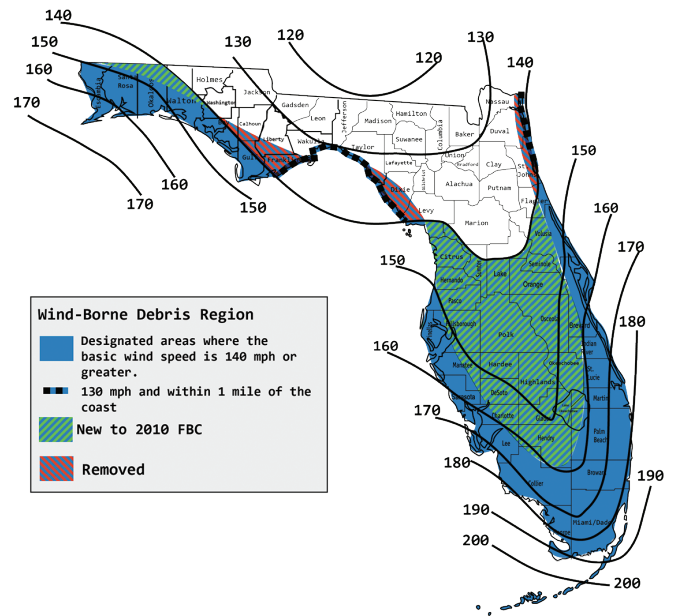 140
130
120
130
150
120
140
160
170
150
160
170
150
160
170
180
150
160
170
180
190
190
200
200
Holmes
Jackson
Santa
Rosa
Okaloosa
Walton
Washington
Calhoun
Gadsden
Leon
Jefferson
Madison
Hamilton
Suwanee
Columbia
Baker
Nassau
Duval
Liberty
Wakulla
Gulf
Franklin
Taylor
Lafayette
Union
Bradford
Clay
St.
Johns
Dixie
Gilchrist
Alachua
Putnam
Flagler
Levy
Marion
Volusia
Citrus
Sumter
Lake
Seminole
Hernando
Orange
Pasco
Osceola
Hillsborough
Polk
Brevard
Indian
River
Manatee
Hardee
Okeechobee
St.
Lucie
Highlands
Sarasota
DeSoto
Martin
Charlotte
Glades
Lee
Hendry
Palm
Beach
Collier
Broward
Monroe
Miami/Dade
Wind-Borne Debris Region
Designated areas where the
basic wind speed is 140 mph or
greater.
130 mph and within 1 mile of the
coast
New to 2010 FBC
Removed